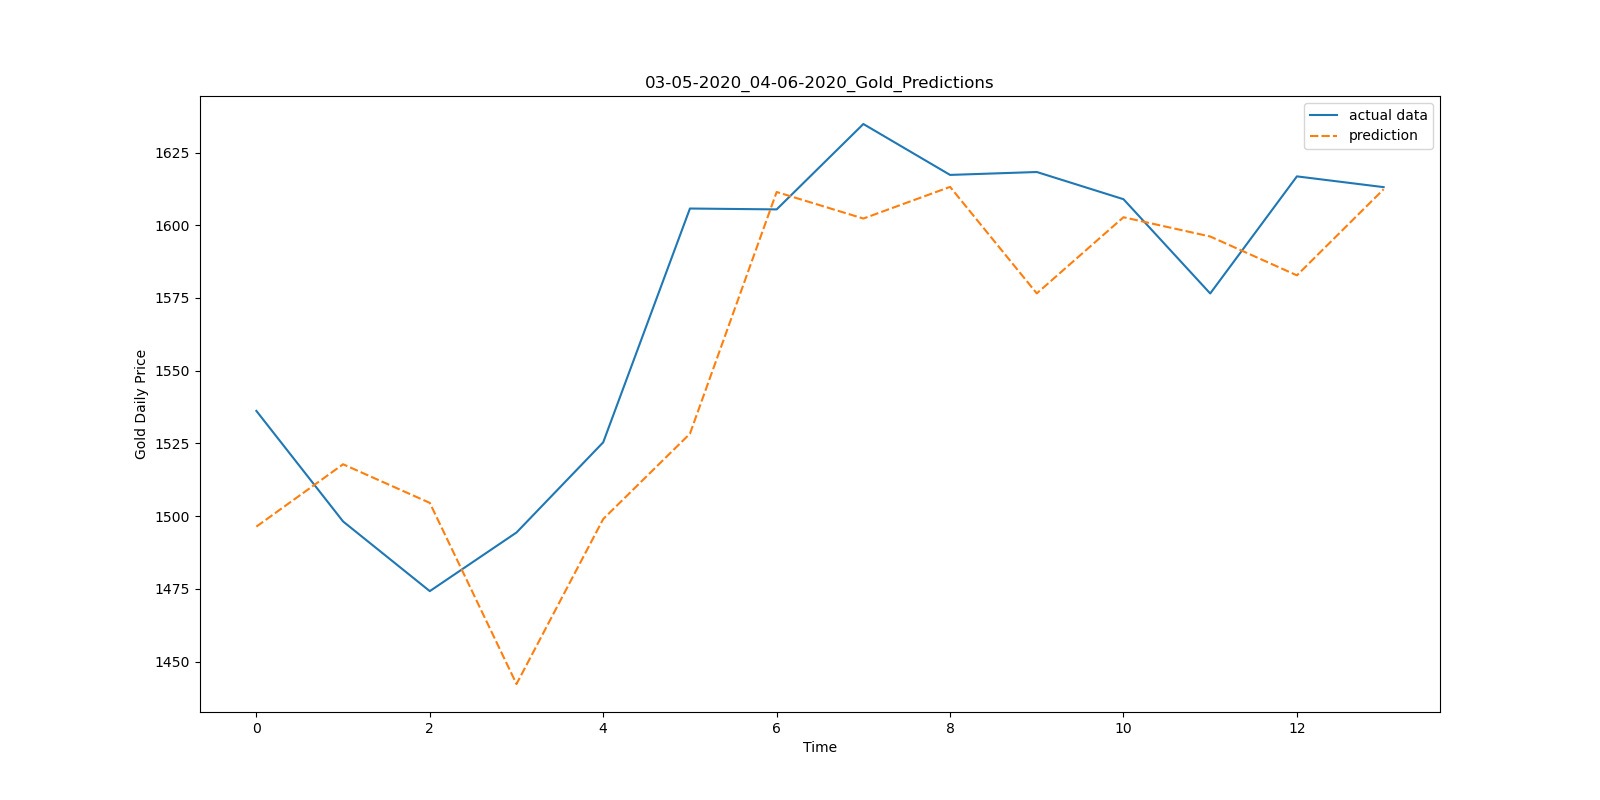 03-05-2020_04-06-2020_Gold_Predictions
actual data
prediction
1625
1600
1575
1550
1525
1500
1475
1450
Gold Daily Price
0 2 4 6 8 10 12
Time